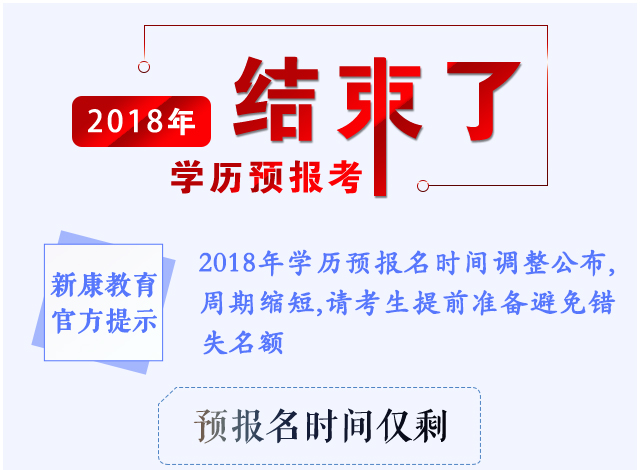 2018年
结束了
学历预报考
新康教育
官方提示
2018年学历预报名时间调整公布,
周期缩短,请考生提前准备避免错
失名额
预报名时间仅剩